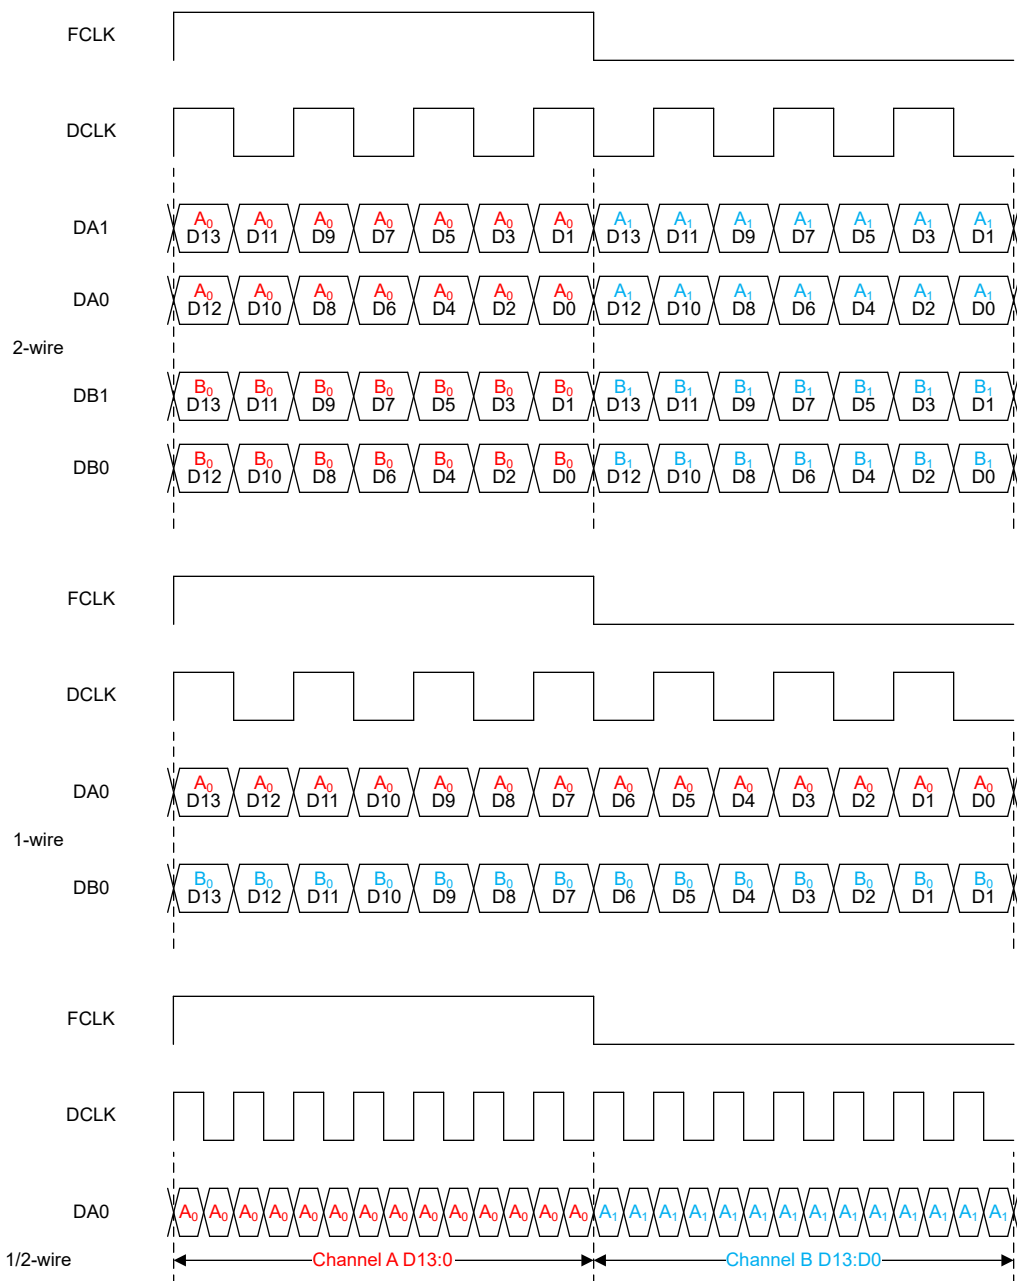 FCLK
DCLK
DA1 A0 A0 A0 A0 A0 A0 A0 A1 A1 A1 A1 A1 A1 A1
D13 D11 D9 D7 D5 D3 D1 D13 D11 D9 D7 D5 D3 D1
DA0 A0 A0 A0 A0 A0 A0 A0 A1 A1 A1 A1 A1 A1 A1
D12 D10 D8 D6 D4 D2 D0 D12 D10 D8 D6 D4 D2 D0
2-wire
DB1 B0 B0 B0 B0 B0 B0 B0 B1 B1 B1 B1 B1 B1 B1
D13 D11 D9 D7 D5 D3 D1 D13 D11 D9 D7 D5 D3 D1
DB0 B0 B0 B0 B0 B0 B0 B0 B1 B1 B1 B1 B1 B1 B1
D12 D10 D8 D6 D4 D2 D0 D12 D10 D8 D6 D4 D2 D0
FCLK
DCLK
DA0 A0 A0 A0 A0 A0 A0 A0 A0 A0 A0 A0 A0 A0 A0
D13 D12 D11 D10 D9 D8 D7 D6 D5 D4 D3 D2 D1 D0
1-wire
DB0 B0 B0 B0 B0 B0 B0 B0 B0 B0 B0 B0 B0 B0 B0
D13 D12 D11 D10 D9 D8 D7 D6 D5 D4 D3 D2 D1 D1
FCLK
DCLK
DA0 A0 A0 A0 A0 A0 A0 A0 A0 A0 A0 A0 A0 A0 A0 A1 A1 A1 A1 A1 A1 A1 A1 A1 A1 A1 A1 A1 A1
1/2-wire Channel A D13:0 Channel B D13:D0